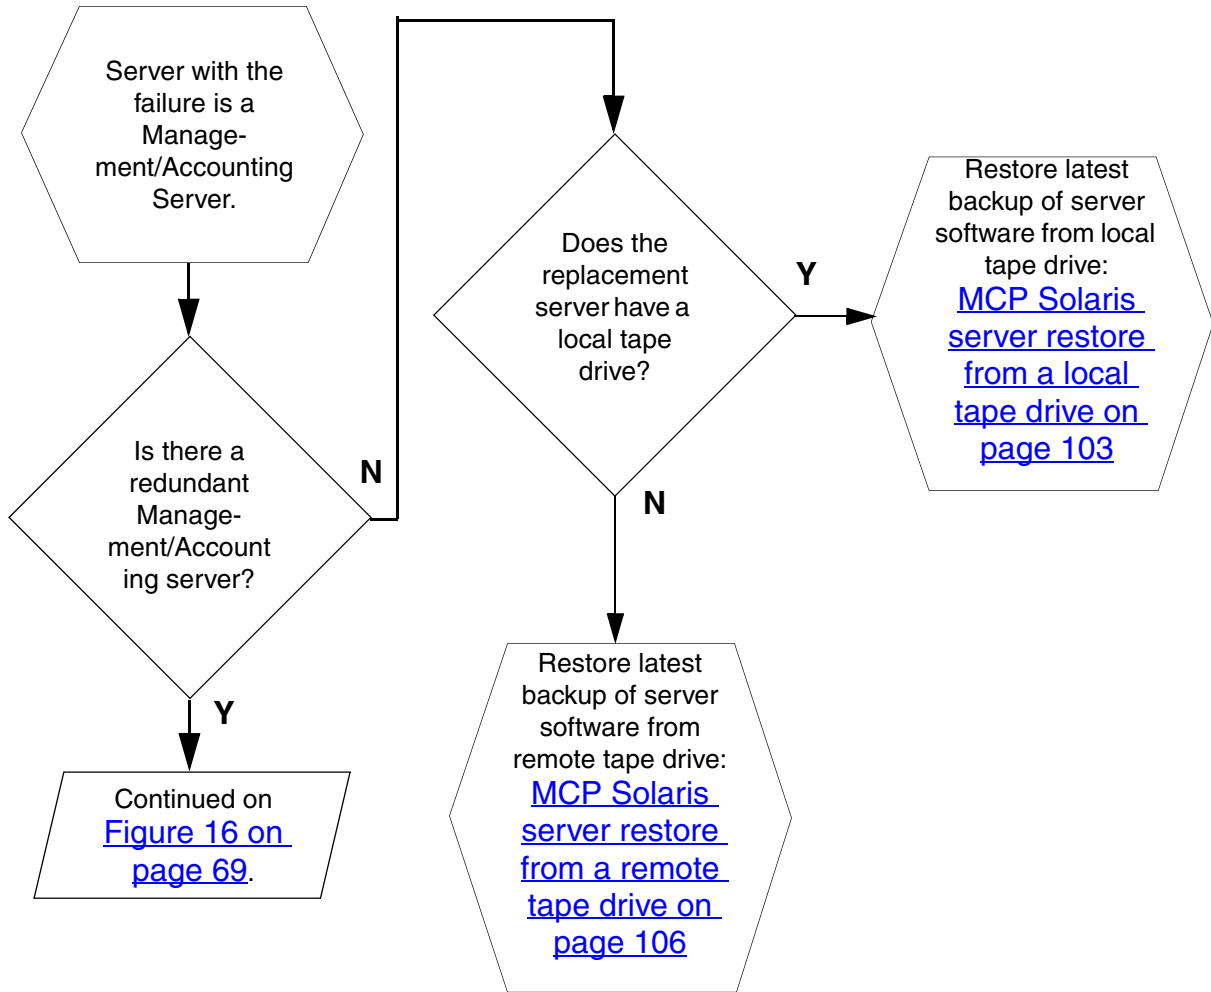 Server with the
failure is a
Manage-
ment/Accounting
Server.
Is there a
redundant
Manage-
ment/Account
ing server?
N
Y
Continued on
Figure 16 on
page 69.
Does the
replacement
server have a
local tape
drive?
Y
N
Restore latest
backup of server
software from local
tape drive:
MCP Solaris
server restore
from a local
tape drive on
page 103
Restore latest
backup of server
software from
remote tape drive:
MCP Solaris
server restore
from a remote
tape drive on
page 106